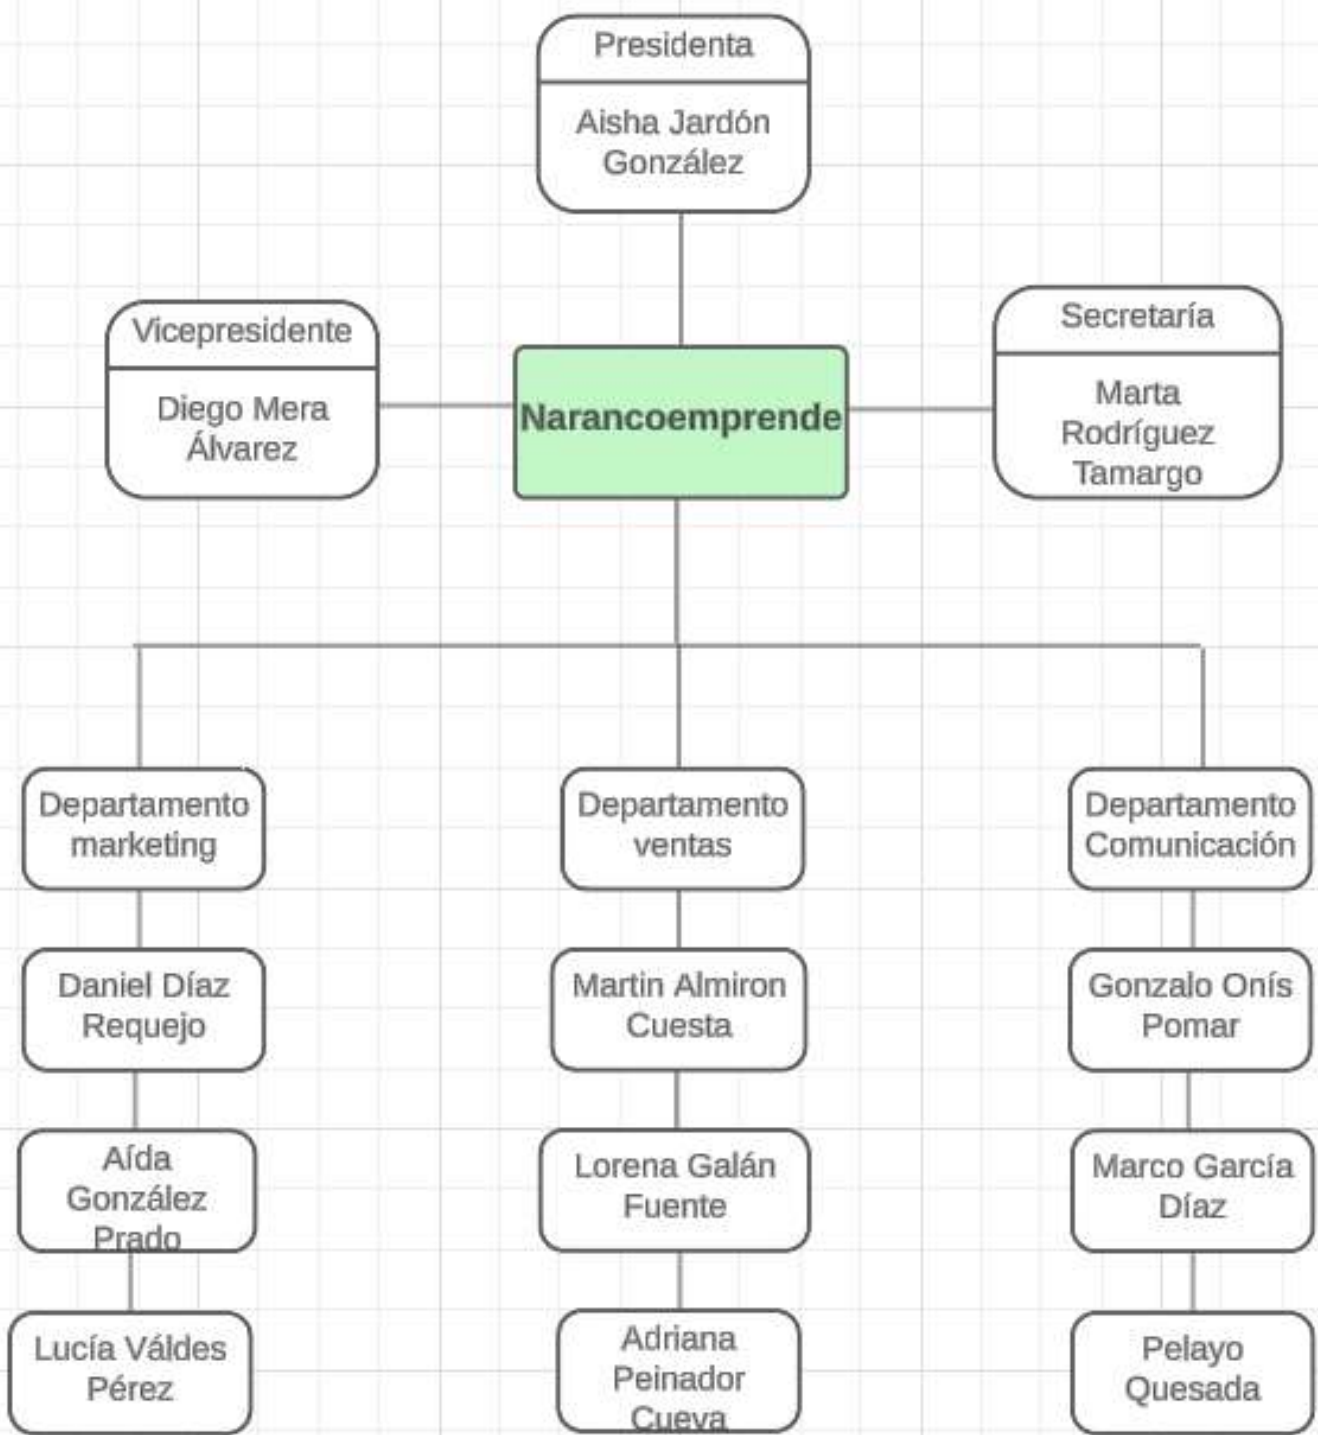 Presidenta
Aisha Jardón
González
Vicepresidente
Diego Mera
Álvarez
Narancoemprende
Secretaría
Marta
Rodríguez
Tamargo
Departamento
marketing
Daniel Díaz
Requejo
Aída
González
Prado
Lucía Váldes
Pérez
Departamento
ventas
Martin Almiron
Cuesta
Lorena Galán
Fuente
Adriana
Peinador
Cueva
Departamento
Comunicación
Gonzalo Onís
Pomar
Marco García
Díaz
Pelayo
Quesada